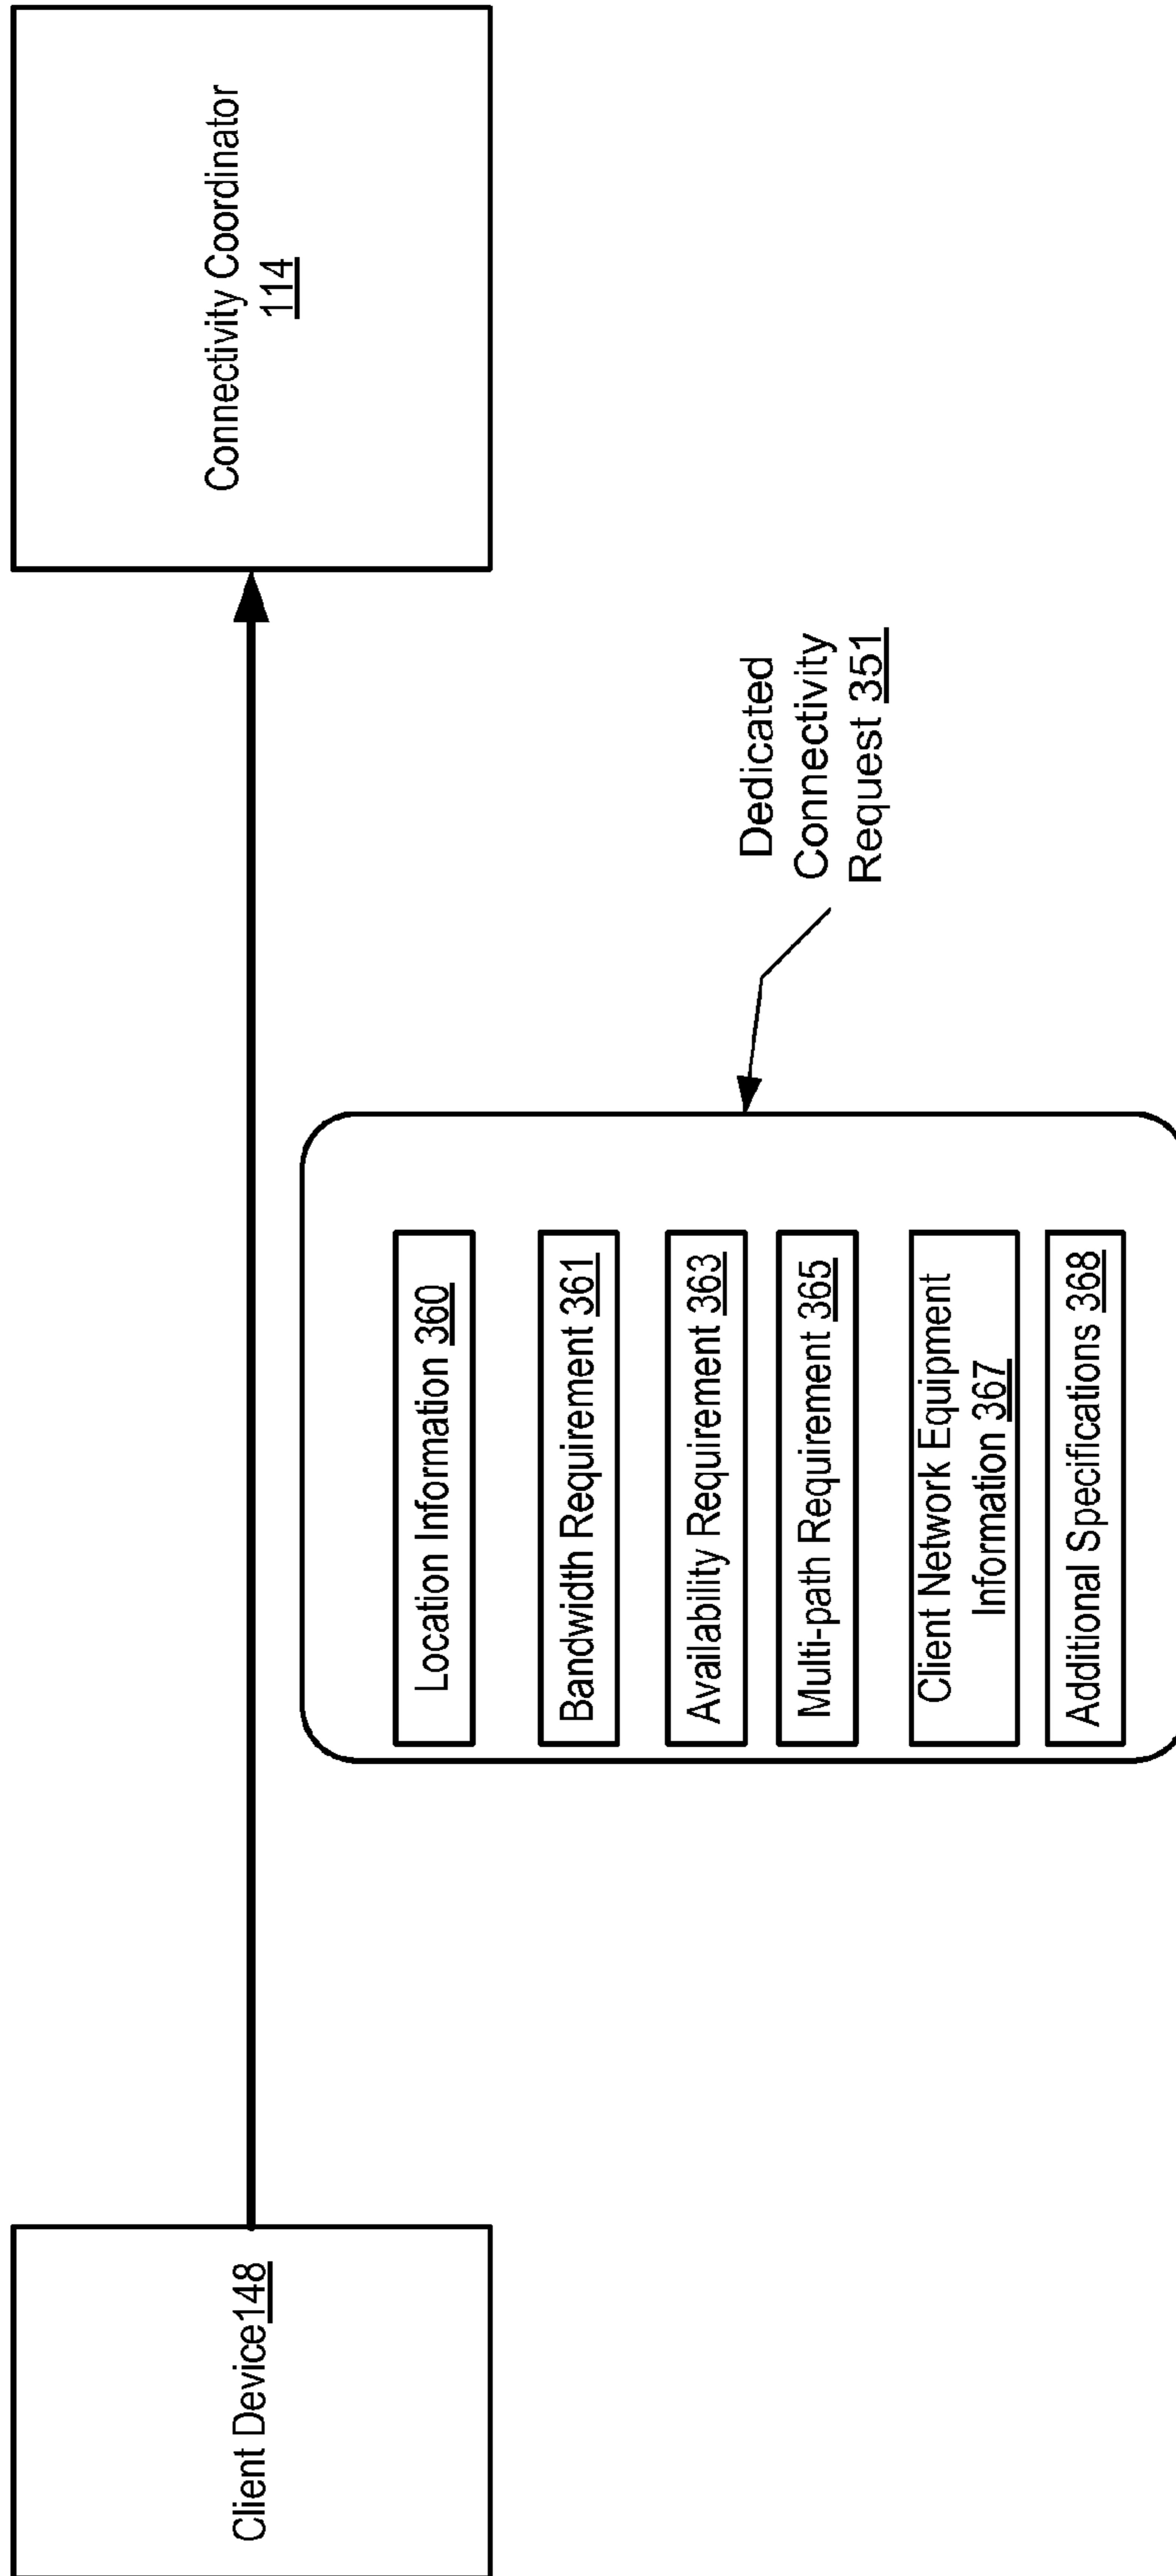 Client Device148
Connectivity Coordinator
114
Dedicated
Connectivity
Request 351
Location Information 360
Bandwidth Requirement 361
Availability Requirement 363
Multi-path Requirement 365
Client Network Equipment
Information 367
Additional Specifications 368